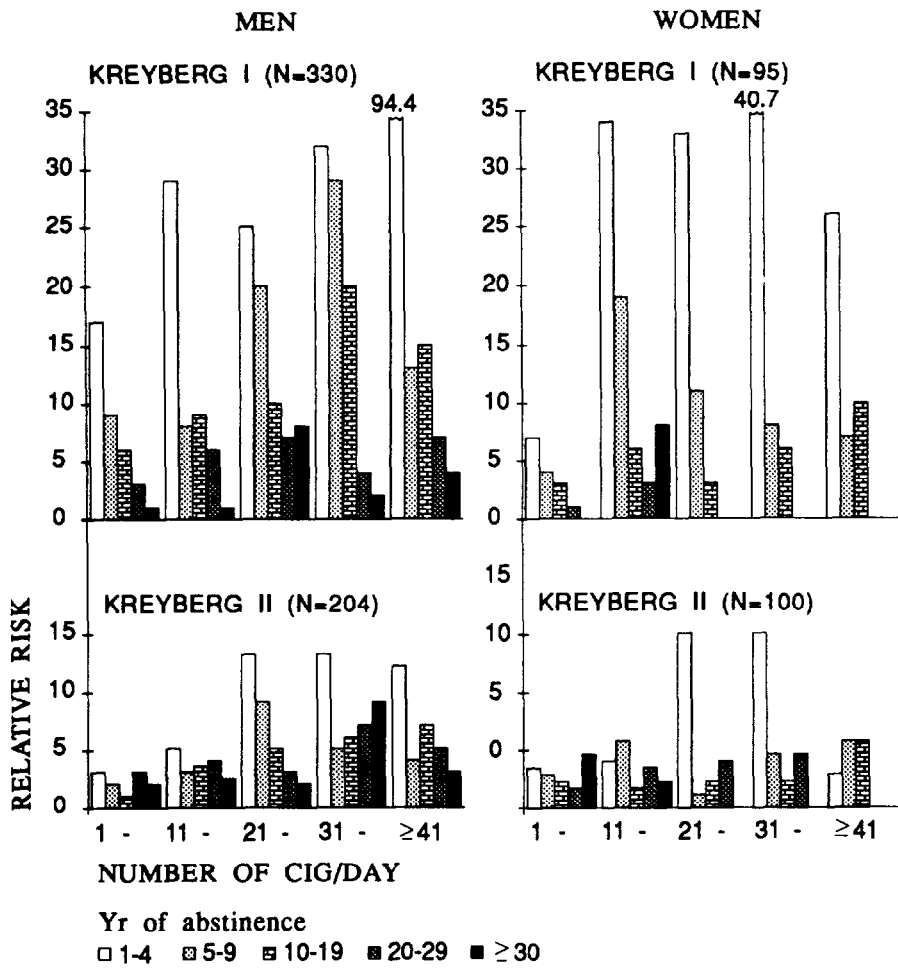 MEN
WOMEN
KREYBERG I (N=330)
KREYBERG I (N=95)
94.4
40.7
35
30
25
20
15
10
5
0
35
30
25
20
15
10
5
0
KREYBERG II (N=204)
KREYBERG II (N=100)
15
10
5
0
15
10
5
0
RELATIVE RISK
1 - 11 - 21 - 31 - ≥41
1 - 11 - 21 - 31 - ≥41
NUMBER OF CIG/DAY
Yr of abstinence
1-4 5-9 10-19 20-29 ≥30